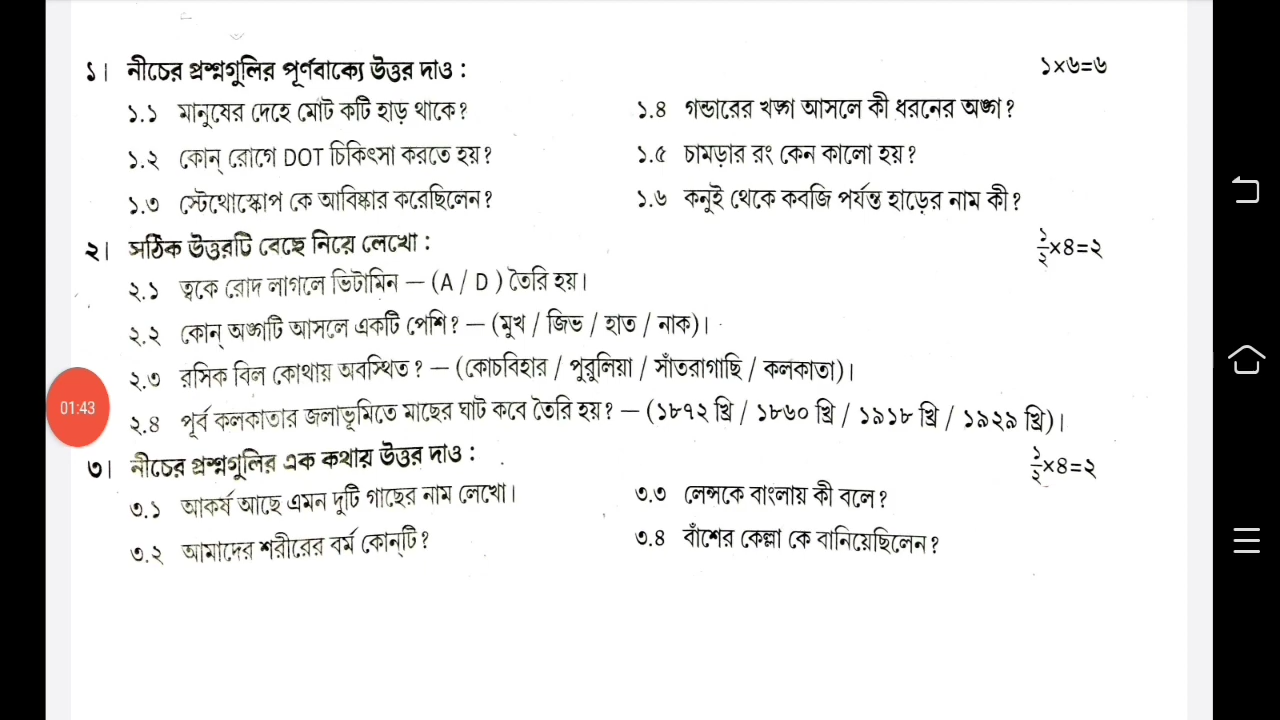 ১। নীচের প্রশ্নগুলির পূর্ণবাক্যে উত্তর দাও : ১×৬=৬
১.১ মানুষের দেহে মোট কটি হাড় থাকে? ১.৪ গন্ডারের খড়্গ আসলে কী ধরনের অঙ্গ?
১.২ কোন্ রোগে DOT চিকিৎসা করতে হয়? ১.৫ চামড়ার রং কেন কালো হয়?
১.৩ স্টেথোস্কোপ কে আবিষ্কার করেছিলেন? ১.৬ কনুই থেকে কবজি পর্যন্ত হাড়ের নাম কী?
২। সঠিক উত্তরটি বেছে নিয়ে লেখো : ১/২×৪=২
২.১ ত্বকে রোদ লাগলে ভিটামিন — (A / D ) তৈরি হয়।
২.২ কোন্ অঙ্গটি আসলে একটি পেশি? — (মুখ / জিভ / হাত / নাক)।
২.৩ রসিক বিল কোথায় অবস্থিত? — (কোচবিহার / পুরুলিয়া / সাঁতরাগাছি / কলকাতা)।
01:43
২.৪ পূর্ব কলকাতার জলাভূমিতে মাছের ঘাট কবে তৈরি হয়? — (১৮৭২ খ্রি / ১৮৬০ খ্রি / ১৯১৮ খ্রি / ১৯২৯ খ্রি)।
৩। নীচের প্রশ্নগুলির এক কথায় উত্তর দাও : ১/২×৪=২
৩.১ আকর্ষ আছে এমন দুটি গাছের নাম লেখো। ৩.৩ লেন্সকে বাংলায় কী বলে?
৩.২ আমাদের শরীরের বর্ম কোন্‌টি? ৩.৪ বাঁশের কেল্লা কে বানিয়েছিলেন?